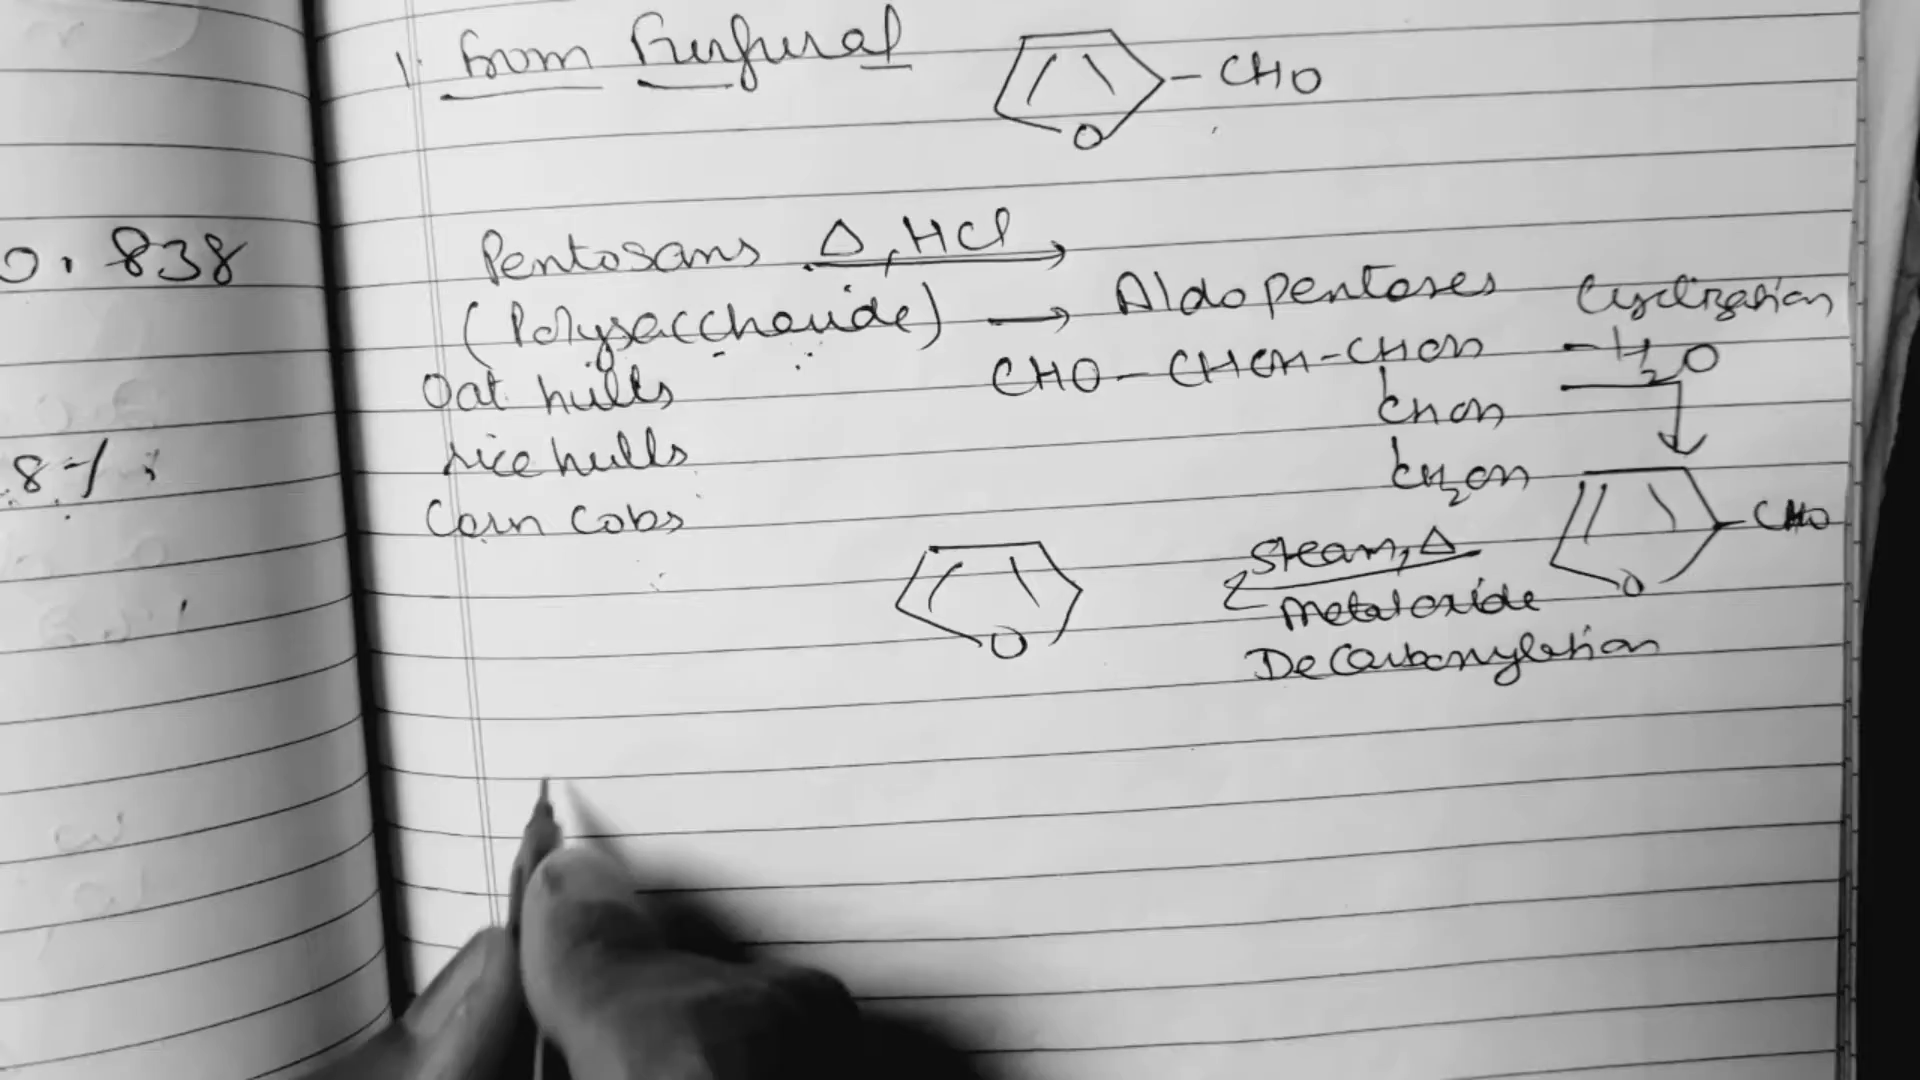 1. From Furfural
-CHO
O
0.838
Pentosans Δ, HCl
(Polysaccharide) → Aldopentoses
Cyclization
Oat hulls
CHO-CHOH-CHOH
-H₂O
CHOH
rice hulls
CH₂OH
8%
Corn cobs
-CHO
O
Steam, Δ
Metal oxide
O
Decarbonylation